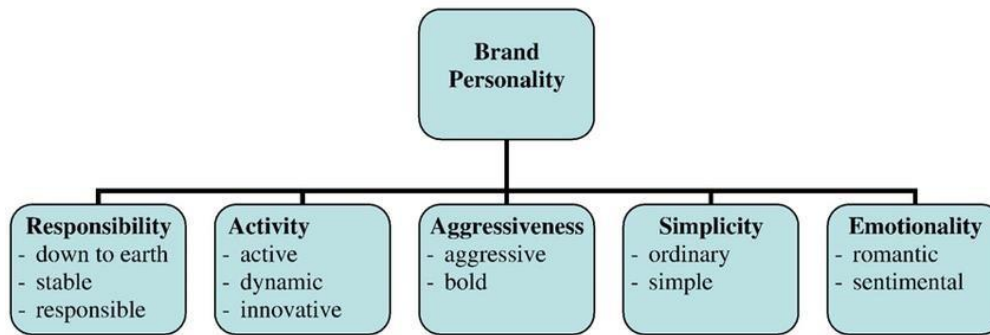 Brand
Personality
Responsibility
- down to earth
- stable
- responsible
Activity
- active
- dynamic
- innovative
Aggressiveness
- aggressive
- bold
Simplicity
- ordinary
- simple
Emotionality
- romantic
- sentimental